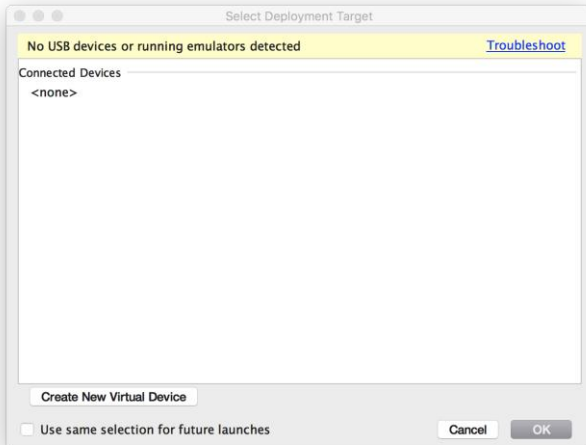 Select Deployment Target
No USB devices or running emulators detected Troubleshoot
Connected Devices
<none>
Create New Virtual Device
Use same selection for future launches Cancel OK